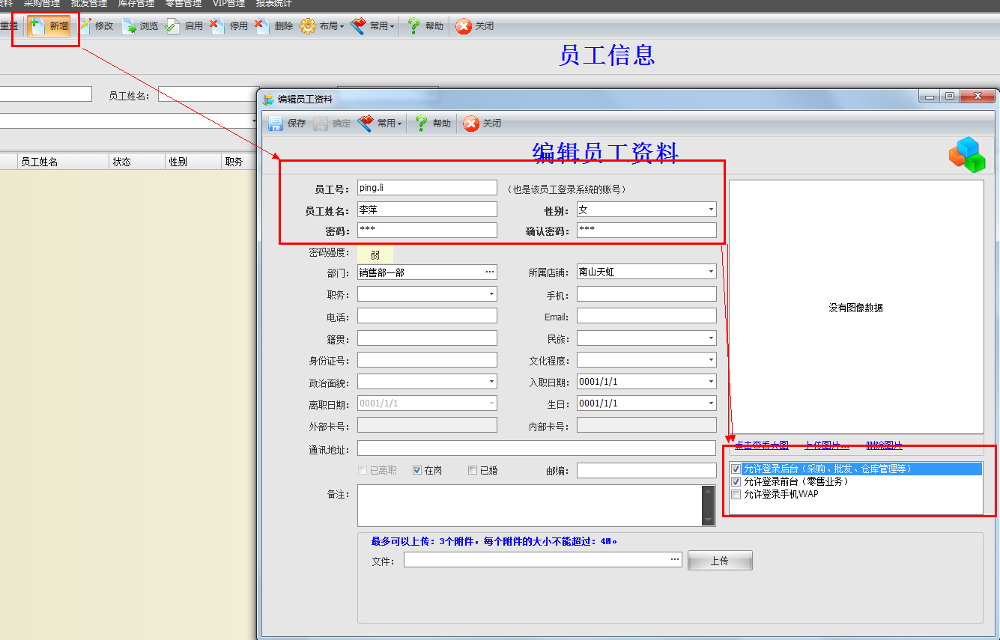 资料 采购管理 批发管理 库存管理 零售管理 VIP管理 报表统计
重置 新增 修改 浏览 启用 停用 删除 布局 常用 帮助 关闭
员工信息
员工姓名：
员工姓名 状态 性别 职务
编辑员工资料
保存 确定 常用 帮助 关闭
编辑员工资料
员工号： ping.li （也是该员工登录系统的账号）
员工姓名： 李萍 性别： 女
密码： *** 确认密码： ***
密码强度： 弱
部门： 销售部一部 ... 所属店铺： 南山天虹
职务： 手机：
电话： Email：
籍贯： 民族：
身份证号： 文化程度：
政治面貌： 入职日期： 0001/1/1
离职日期： 0001/1/1 生日： 0001/1/1
外部卡号： 内部卡号：
通讯地址：
已离职 在岗 已婚 邮编：
备注：
最多可以上传：3个附件，每个附件的大小不能超过：4M。
文件： ... 上传
没有图像数据
点击查看大图 上传图片... 删除图片
允许登录后台（采购、批发、仓库管理等）
允许登录前台（零售业务）
允许登录手机WAP